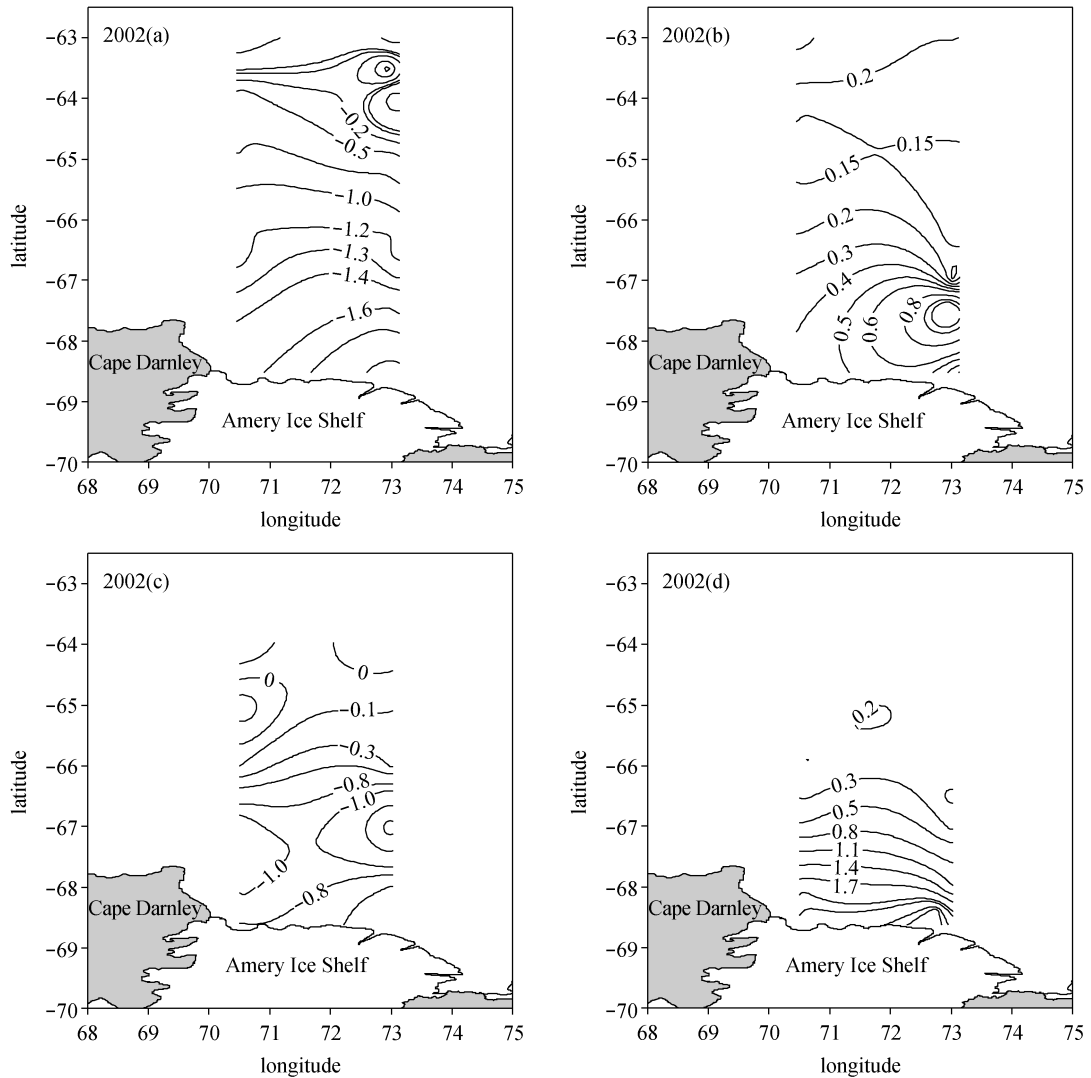 2002(a)
−63
−64
−65
−66
−67
−68
−69
−70
latitude
−0.2
−0.5
−1.0
−1.2
−1.3
−1.4
−1.6
Cape Darnley
Amery Ice Shelf
68 69 70 71 72 73 74 75
longitude
2002(b)
−63
−64
−65
−66
−67
−68
−69
−70
latitude
0.2
0.15
0.15
0.2
0.3
0.4
0.5
0.6
0.8
Cape Darnley
Amery Ice Shelf
68 69 70 71 72 73 74 75
longitude
2002(c)
−63
−64
−65
−66
−67
−68
−69
−70
latitude
0
0
−0.1
−0.3
−0.8
−1.0
−1.0
−0.8
Cape Darnley
Amery Ice Shelf
68 69 70 71 72 73 74 75
longitude
2002(d)
−63
−64
−65
−66
−67
−68
−69
−70
latitude
0.2
0.3
0.5
0.8
1.1
1.4
1.7
Cape Darnley
Amery Ice Shelf
68 69 70 71 72 73 74 75
longitude